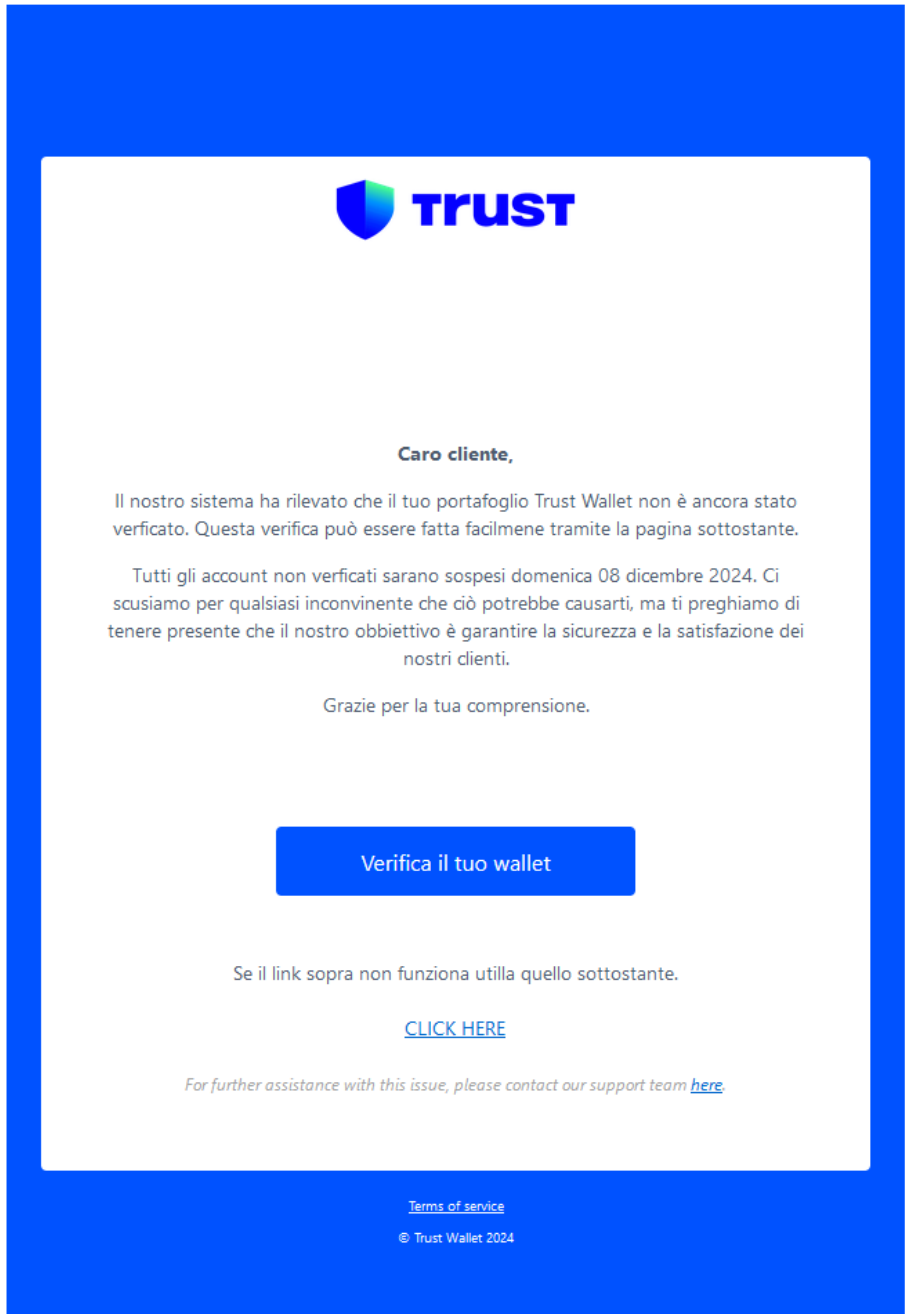 TRUST
Caro cliente,
Il nostro sistema ha rilevato che il tuo portafoglio Trust Wallet non è ancora stato
verficato. Questa verifica può essere fatta facilmene tramite la pagina sottostante.
Tutti gli account non verficati sarano sospesi domenica 08 dicembre 2024. Ci
scusiamo per qualsiasi inconvinente che ciò potrebbe causarti, ma ti preghiamo di
tenere presente che il nostro obbiettivo è garantire la sicurezza e la satisfazione dei
nostri clienti.
Grazie per la tua comprensione.
Verifica il tuo wallet
Se il link sopra non funziona utilla quello sottostante.
CLICK HERE
For further assistance with this issue, please contact our support team here.
Terms of service
© Trust Wallet 2024